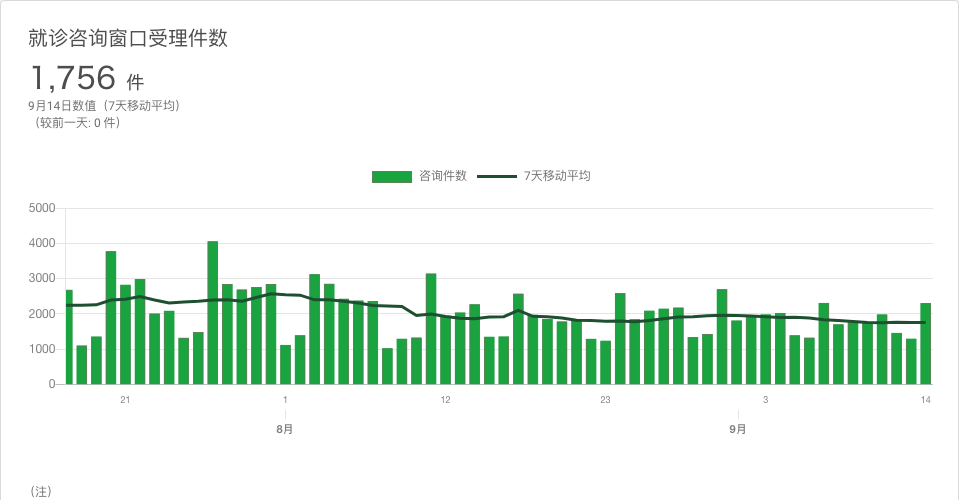 就诊咨询窗口受理件数
1,756 件
9月14日数值（7天移动平均）
（较前一天: 0 件）
咨询件数 7天移动平均
5000
4000
3000
2000
1000
0
21 1 12 23 3 14
8月 9月
（注）